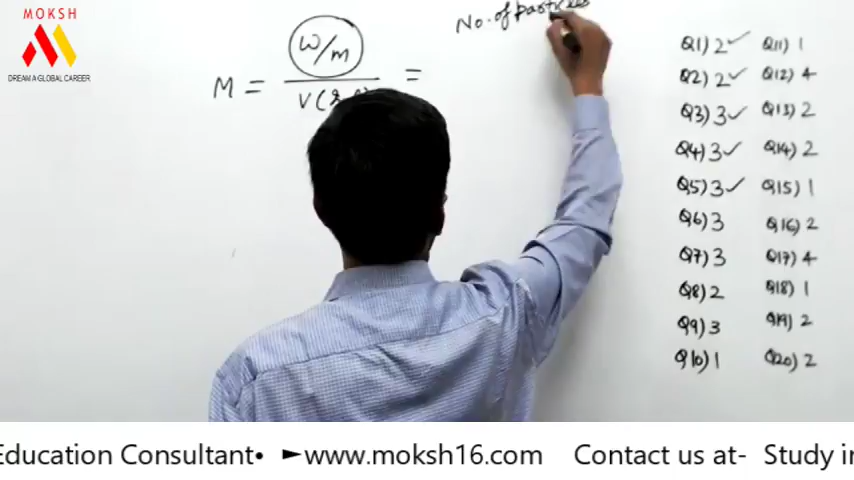 MOKSH
DREAM A GLOBAL CAREER
No. of particles
M = W/m =
V(
Q1) 2 ✓ Q11) 1
Q2) 2 ✓ Q12) 4
Q3) 3 ✓ Q13) 2
Q4) 3 ✓ Q14) 2
Q5) 3 ✓ Q15) 1
Q6) 3 Q16) 2
Q7) 3 Q17) 4
Q8) 2 Q18) 1
Q9) 3 Q19) 2
Q10) 1 Q20) 2
Education Consultant• ►www.moksh16.com Contact us at- Study in